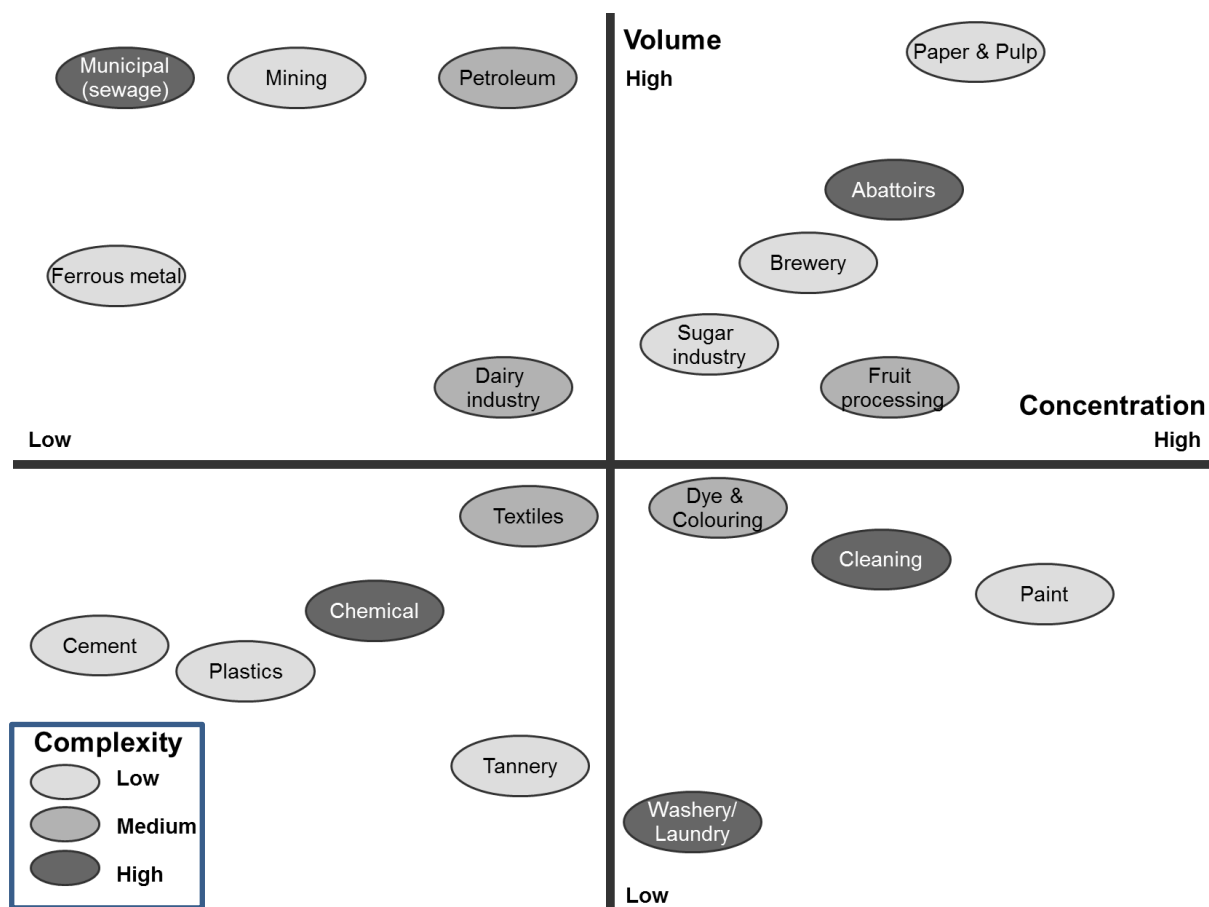 Volume
High
Paper & Pulp
Municipal
(sewage)
Mining
Petroleum
Abattoirs
Brewery
Ferrous metal
Sugar
industry
Dairy
industry
Fruit
processing
Concentration
Low
High
Textiles
Dye &
Colouring
Cleaning
Paint
Chemical
Cement
Plastics
Tannery
Washery/
Laundry
Low
Complexity
Low
Medium
High